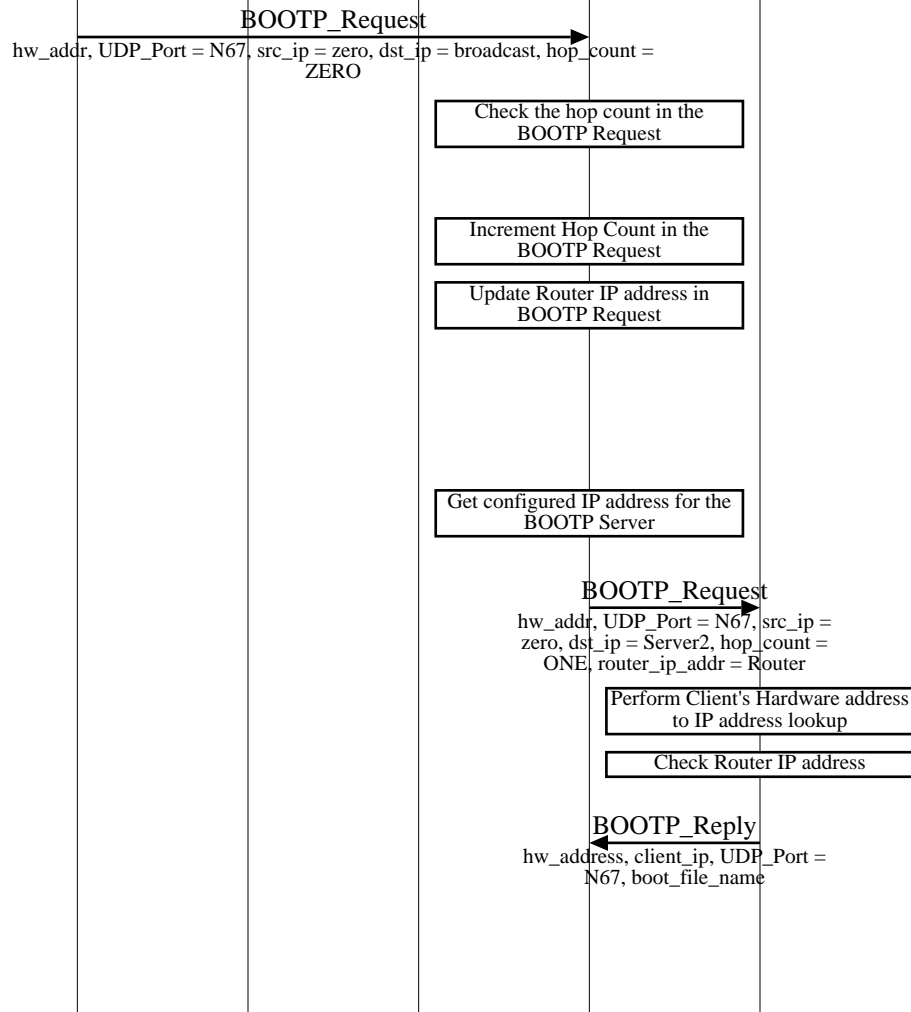 BOOTP_Request
hw_addr, UDP_Port = N67, src_ip = zero, dst_ip = broadcast, hop_count =
ZERO
Check the hop count in the
BOOTP Request
Increment Hop Count in the
BOOTP Request
Update Router IP address in
BOOTP Request
Get configured IP address for the
BOOTP Server
BOOTP_Request
hw_addr, UDP_Port = N67, src_ip =
zero, dst_ip = Server2, hop_count =
ONE, router_ip_addr = Router
Perform Client's Hardware address
to IP address lookup
Check Router IP address
BOOTP_Reply
hw_address, client_ip, UDP_Port =
N67, boot_file_name